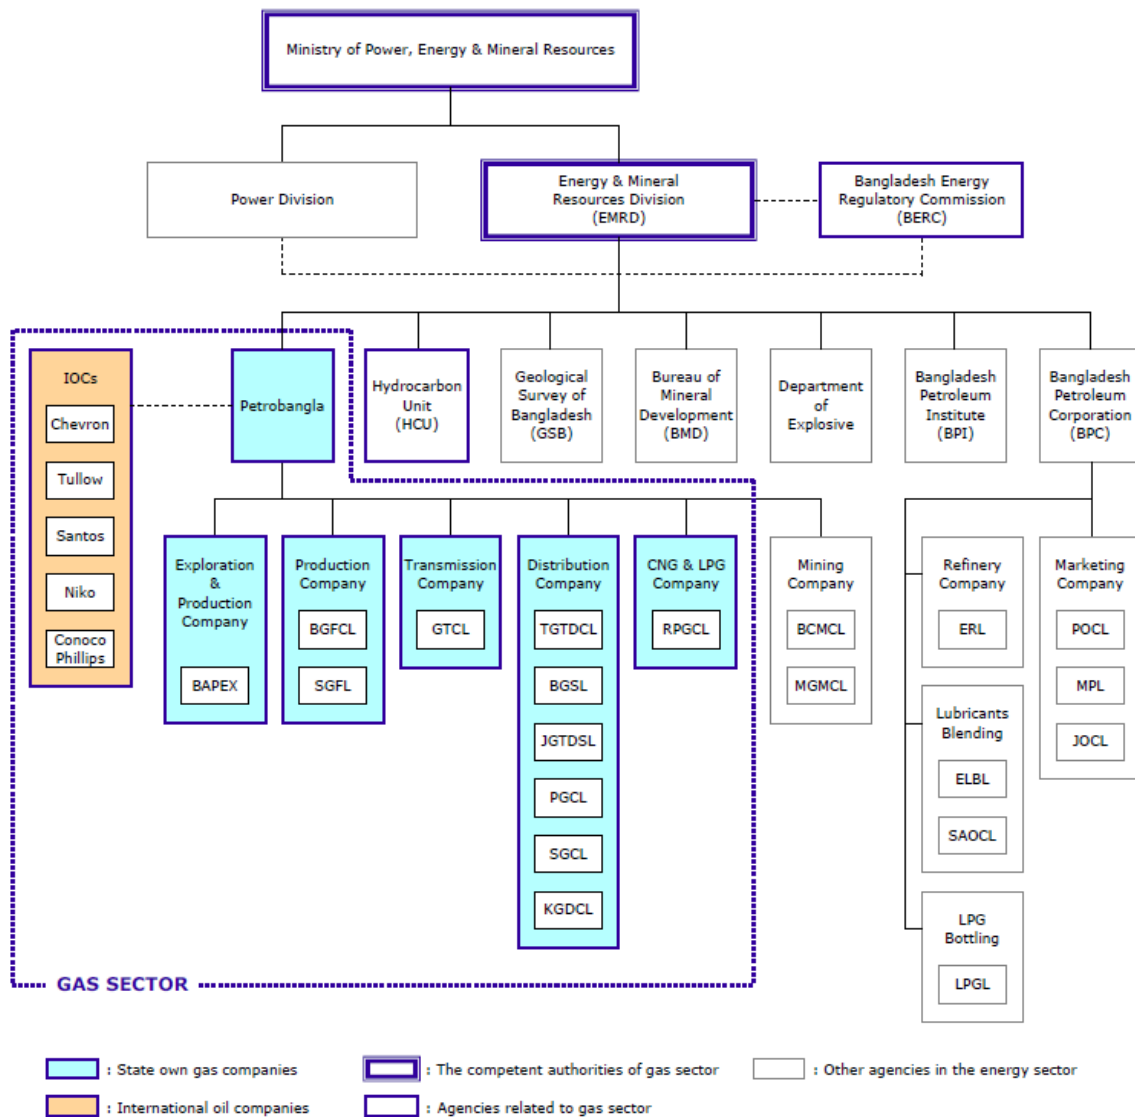 Ministry of Power, Energy & Mineral Resources
Power Division
Energy & Mineral
Resources Division
(EMRD)
Bangladesh Energy
Regulatory Commission
(BERC)
IOCs
Chevron
Tullow
Santos
Niko
Conoco
Phillips
Petrobangla
Hydrocarbon
Unit
(HCU)
Geological
Survey of
Bangladesh
(GSB)
Bureau of
Mineral
Development
(BMD)
Department
of
Explosive
Bangladesh
Petroleum
Institute
(BPI)
Bangladesh
Petroleum
Corporation
(BPC)
Exploration
&
Production
Company
BAPEX
Production
Company
BGFCL
SGFL
Transmission
Company
GTCL
Distribution
Company
TGTDCL
BGSL
JGTDSL
PGCL
SGCL
KGDCL
CNG & LPG
Company
RPGCL
Mining
Company
BCMCL
MGMCL
Refinery
Company
ERL
Lubricants
Blending
ELBL
SAOCL
LPG
Bottling
LPGL
Marketing
Company
POCL
MPL
JOCL
GAS SECTOR
: State own gas companies
: The competent authorities of gas sector
: Other agencies in the energy sector
: International oil companies
: Agencies related to gas sector